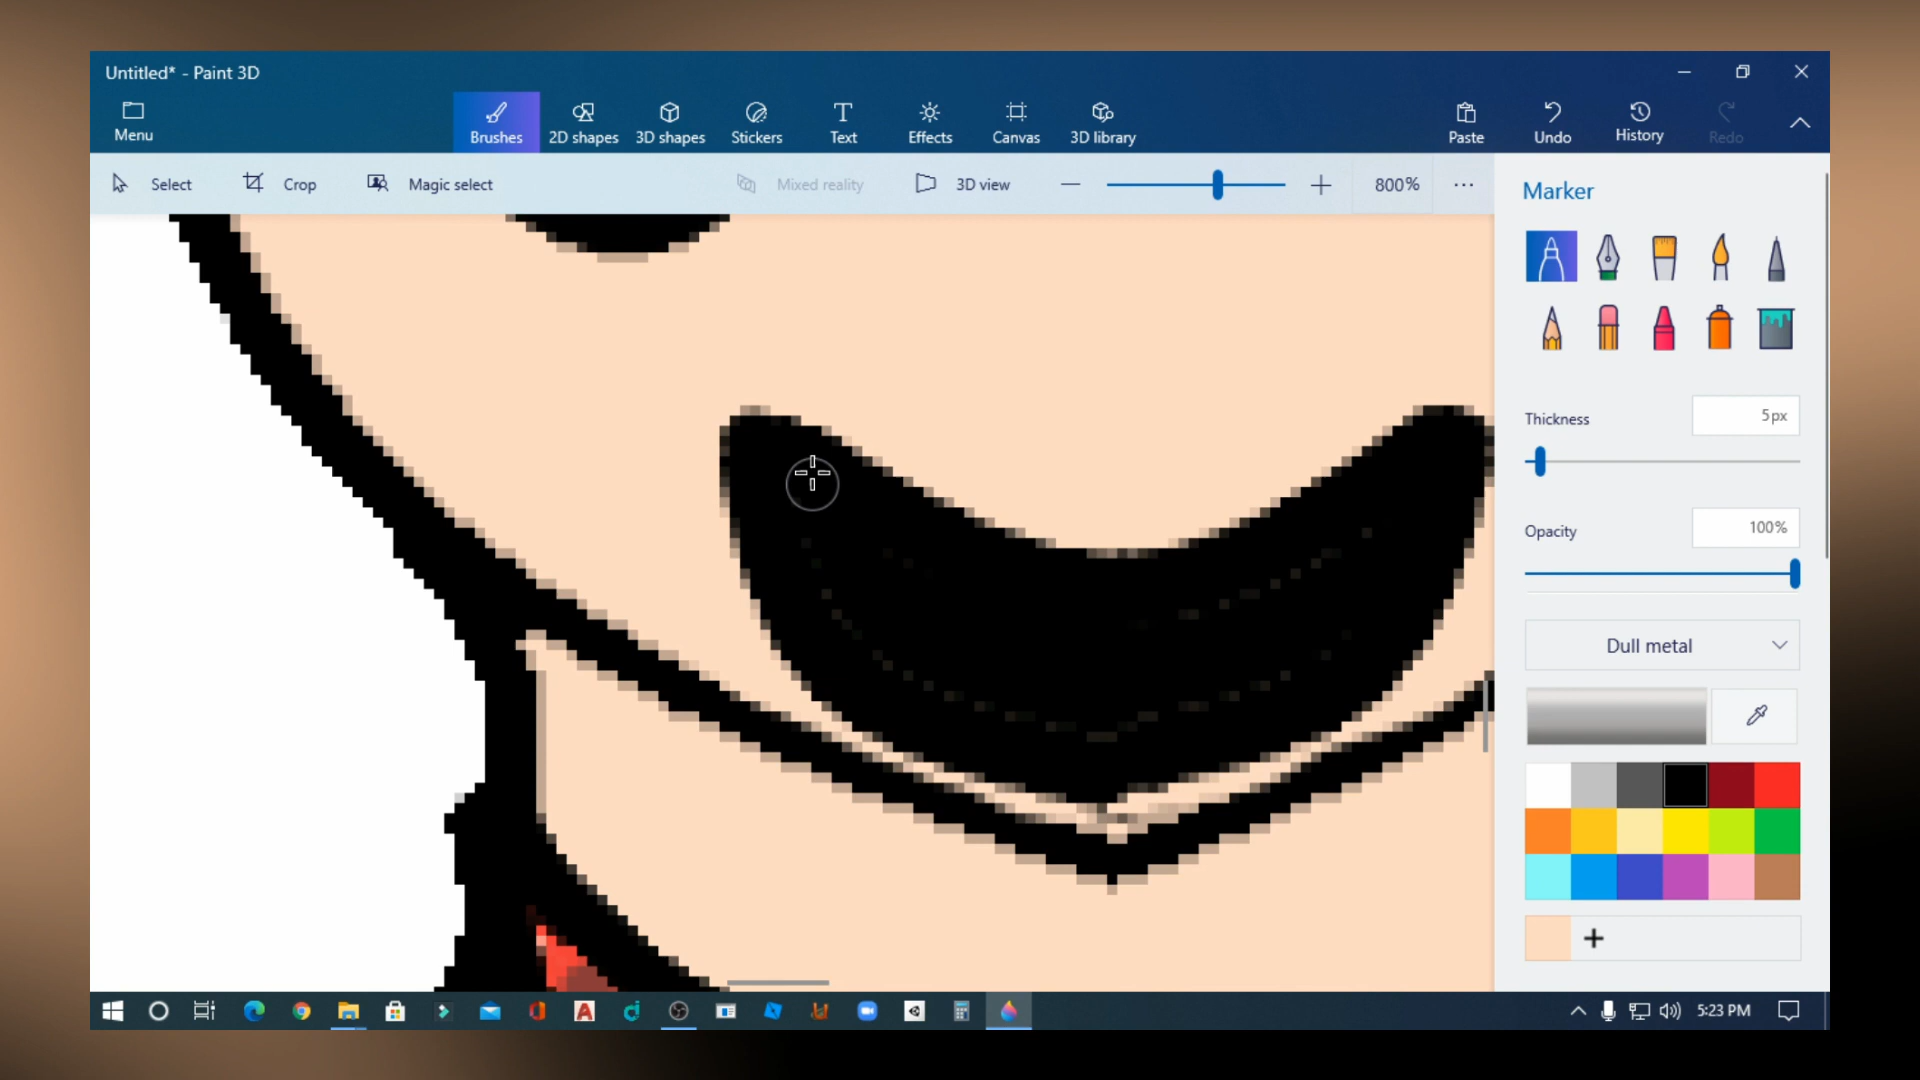 Untitled* - Paint 3D
Menu
Brushes
2D shapes
3D shapes
Stickers
Text
Effects
Canvas
3D library
Paste
Undo
History
Redo
Select
Crop
Magic select
Mixed reality
3D view
800%
Marker
Thickness
5px
Opacity
100%
Dull metal
5:23 PM